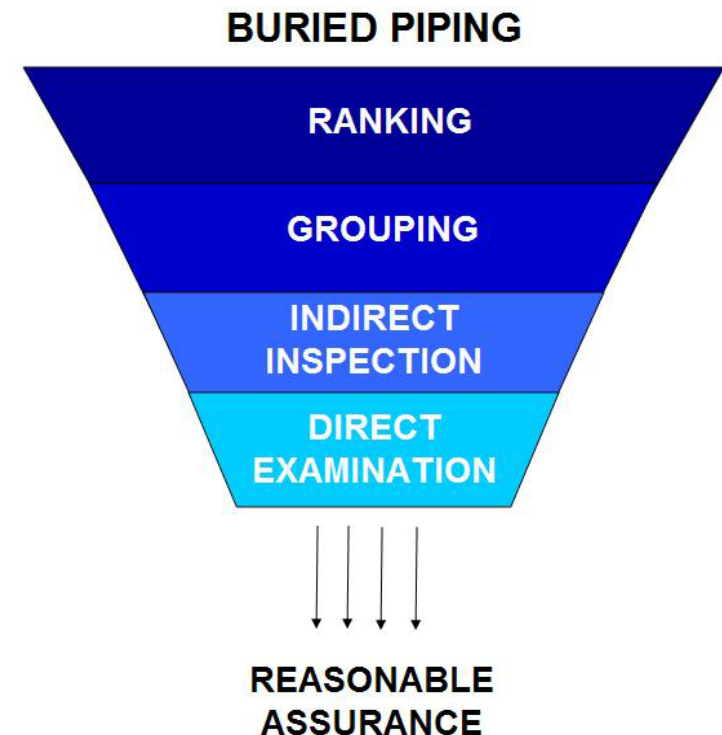 BURIED PIPING
RANKING
GROUPING
INDIRECT
INSPECTION
DIRECT
EXAMINATION
REASONABLE
ASSURANCE